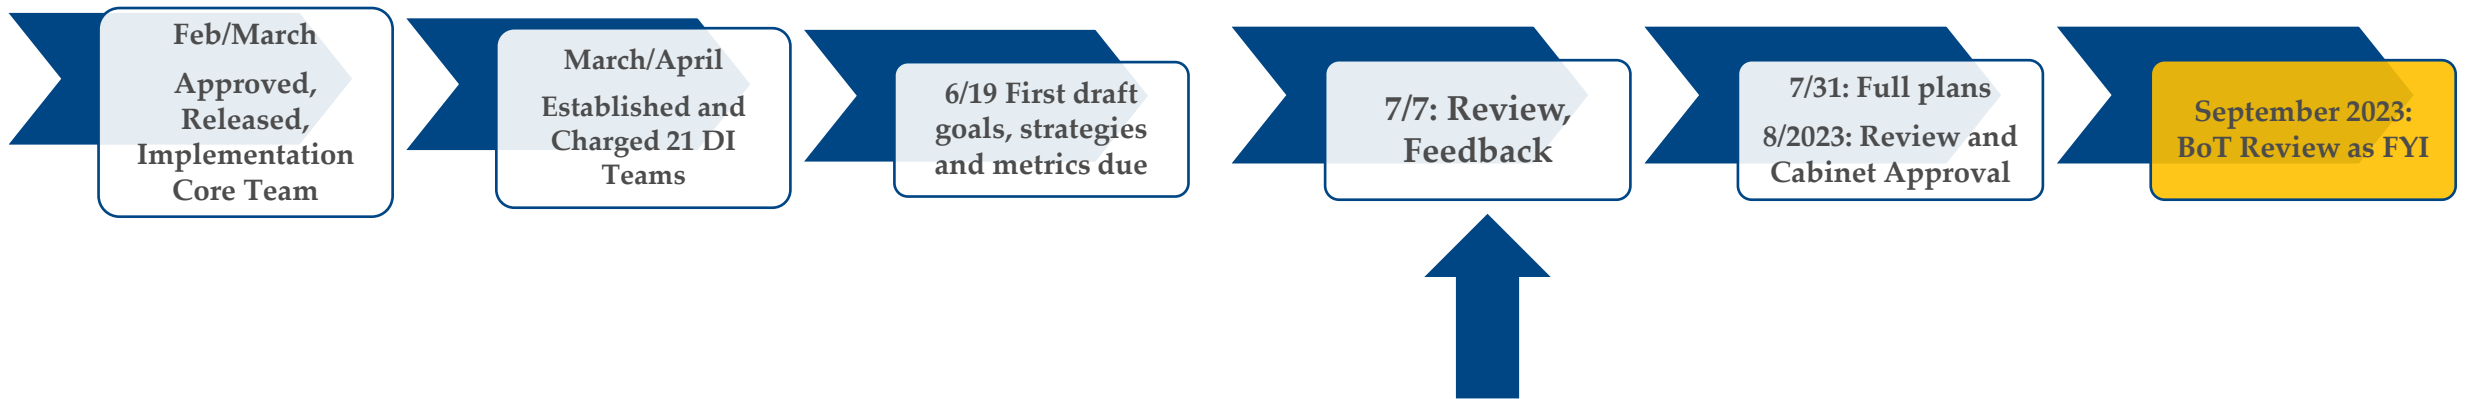 Feb/March
Approved,
Released,
Implementation
Core Team
March/April
Established and
Charged 21 DI
Teams
6/19 First draft
goals, strategies
and metrics due
7/7: Review,
Feedback
7/31: Full plans
8/2023: Review and
Cabinet Approval
September 2023:
BoT Review as FYI